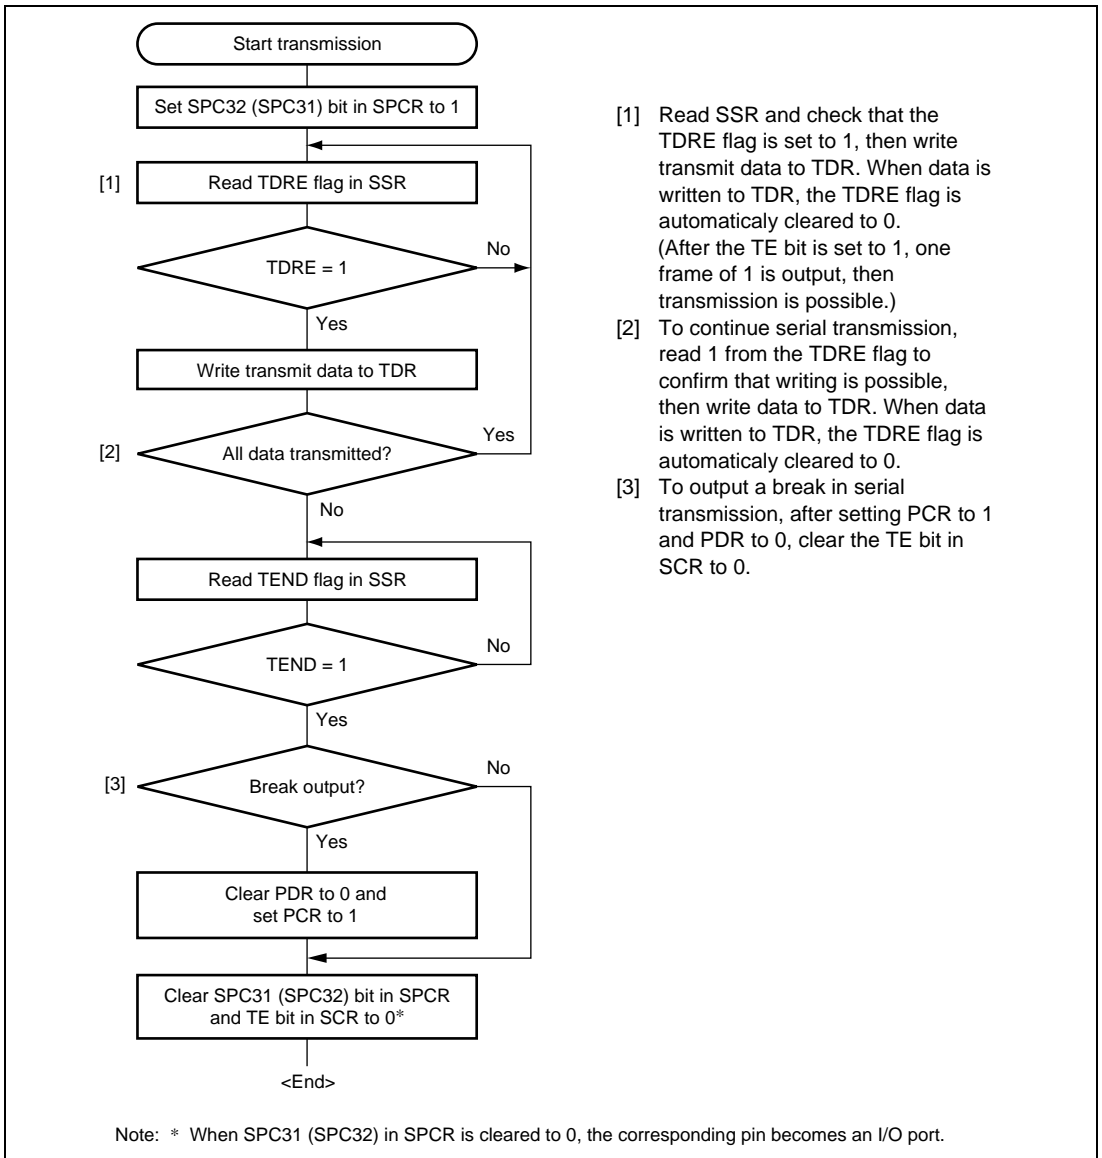 Start transmission
Set SPC32 (SPC31) bit in SPCR to 1
[1]
Read TDRE flag in SSR
TDRE = 1
No
Yes
Write transmit data to TDR
[2]
All data transmitted?
Yes
No
Read TEND flag in SSR
TEND = 1
No
Yes
[3]
Break output?
No
Yes
Clear PDR to 0 and
set PCR to 1
Clear SPC31 (SPC32) bit in SPCR
and TE bit in SCR to 0*
<End>
[1] Read SSR and check that the
TDRE flag is set to 1, then write
transmit data to TDR. When data is
written to TDR, the TDRE flag is
automaticaly cleared to 0.
(After the TE bit is set to 1, one
frame of 1 is output, then
transmission is possible.)
[2] To continue serial transmission,
read 1 from the TDRE flag to
confirm that writing is possible,
then write data to TDR. When data
is written to TDR, the TDRE flag is
automaticaly cleared to 0.
[3] To output a break in serial
transmission, after setting PCR to 1
and PDR to 0, clear the TE bit in
SCR to 0.
Note: * When SPC31 (SPC32) in SPCR is cleared to 0, the corresponding pin becomes an I/O port.